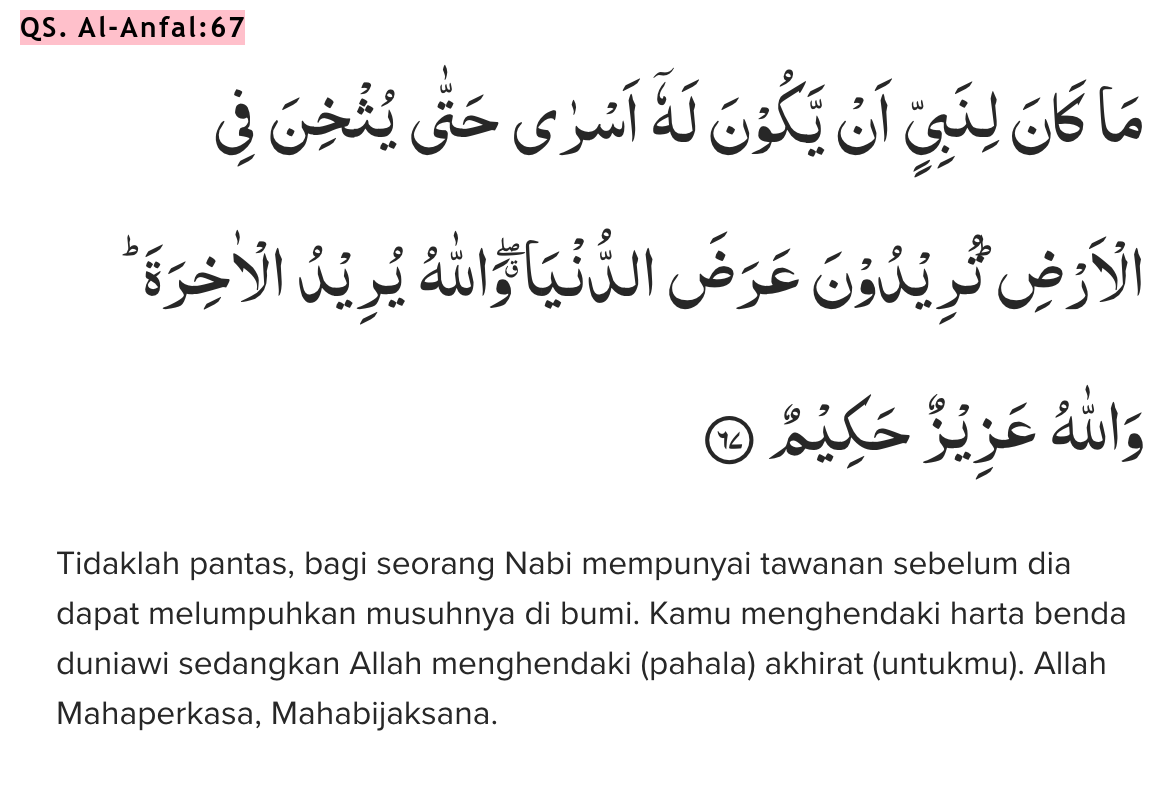 QS. Al-Anfal:67
مَا كَانَ لِنَبِيٍّ اَنْ يَّكُوْنَ لَهٗٓ اَسْرٰى حَتّٰى يُثْخِنَ فِى
الْاَرْضِۗ تُرِيْدُوْنَ عَرَضَ الدُّنْيَاۖ وَاللّٰهُ يُرِيْدُ الْاٰخِرَةَۗ
وَاللّٰهُ عَزِيْزٌ حَكِيْمٌ ٦٧
Tidaklah pantas, bagi seorang Nabi mempunyai tawanan sebelum dia
dapat melumpuhkan musuhnya di bumi. Kamu menghendaki harta benda
duniawi sedangkan Allah menghendaki (pahala) akhirat (untukmu). Allah
Mahaperkasa, Mahabijaksana.